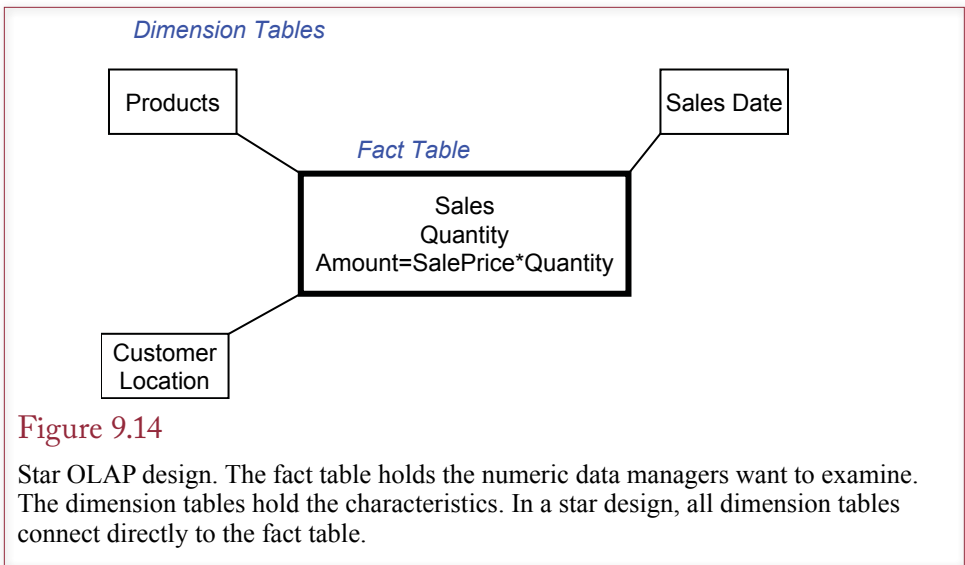 Dimension Tables
Products
Sales Date
Fact Table
Sales
Quantity
Amount=SalePrice*Quantity
Customer
Location
Figure 9.14
Star OLAP design. The fact table holds the numeric data managers want to examine.
The dimension tables hold the characteristics. In a star design, all dimension tables
connect directly to the fact table.